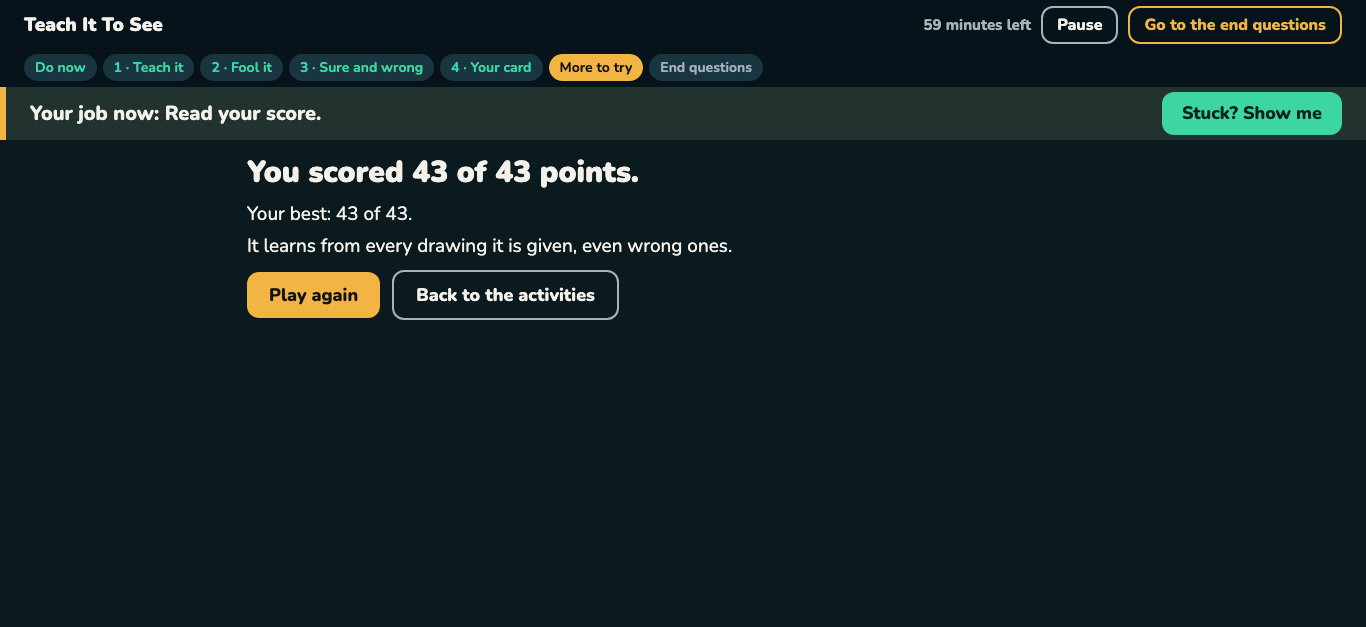 Teach It To See
59 minutes left
Pause
Go to the end questions
Do now
1 · Teach it
2 · Fool it
3 · Sure and wrong
4 · Your card
More to try
End questions
Your job now: Read your score.
Stuck? Show me
You scored 43 of 43 points.
Your best: 43 of 43.
It learns from every drawing it is given, even wrong ones.
Play again
Back to the activities